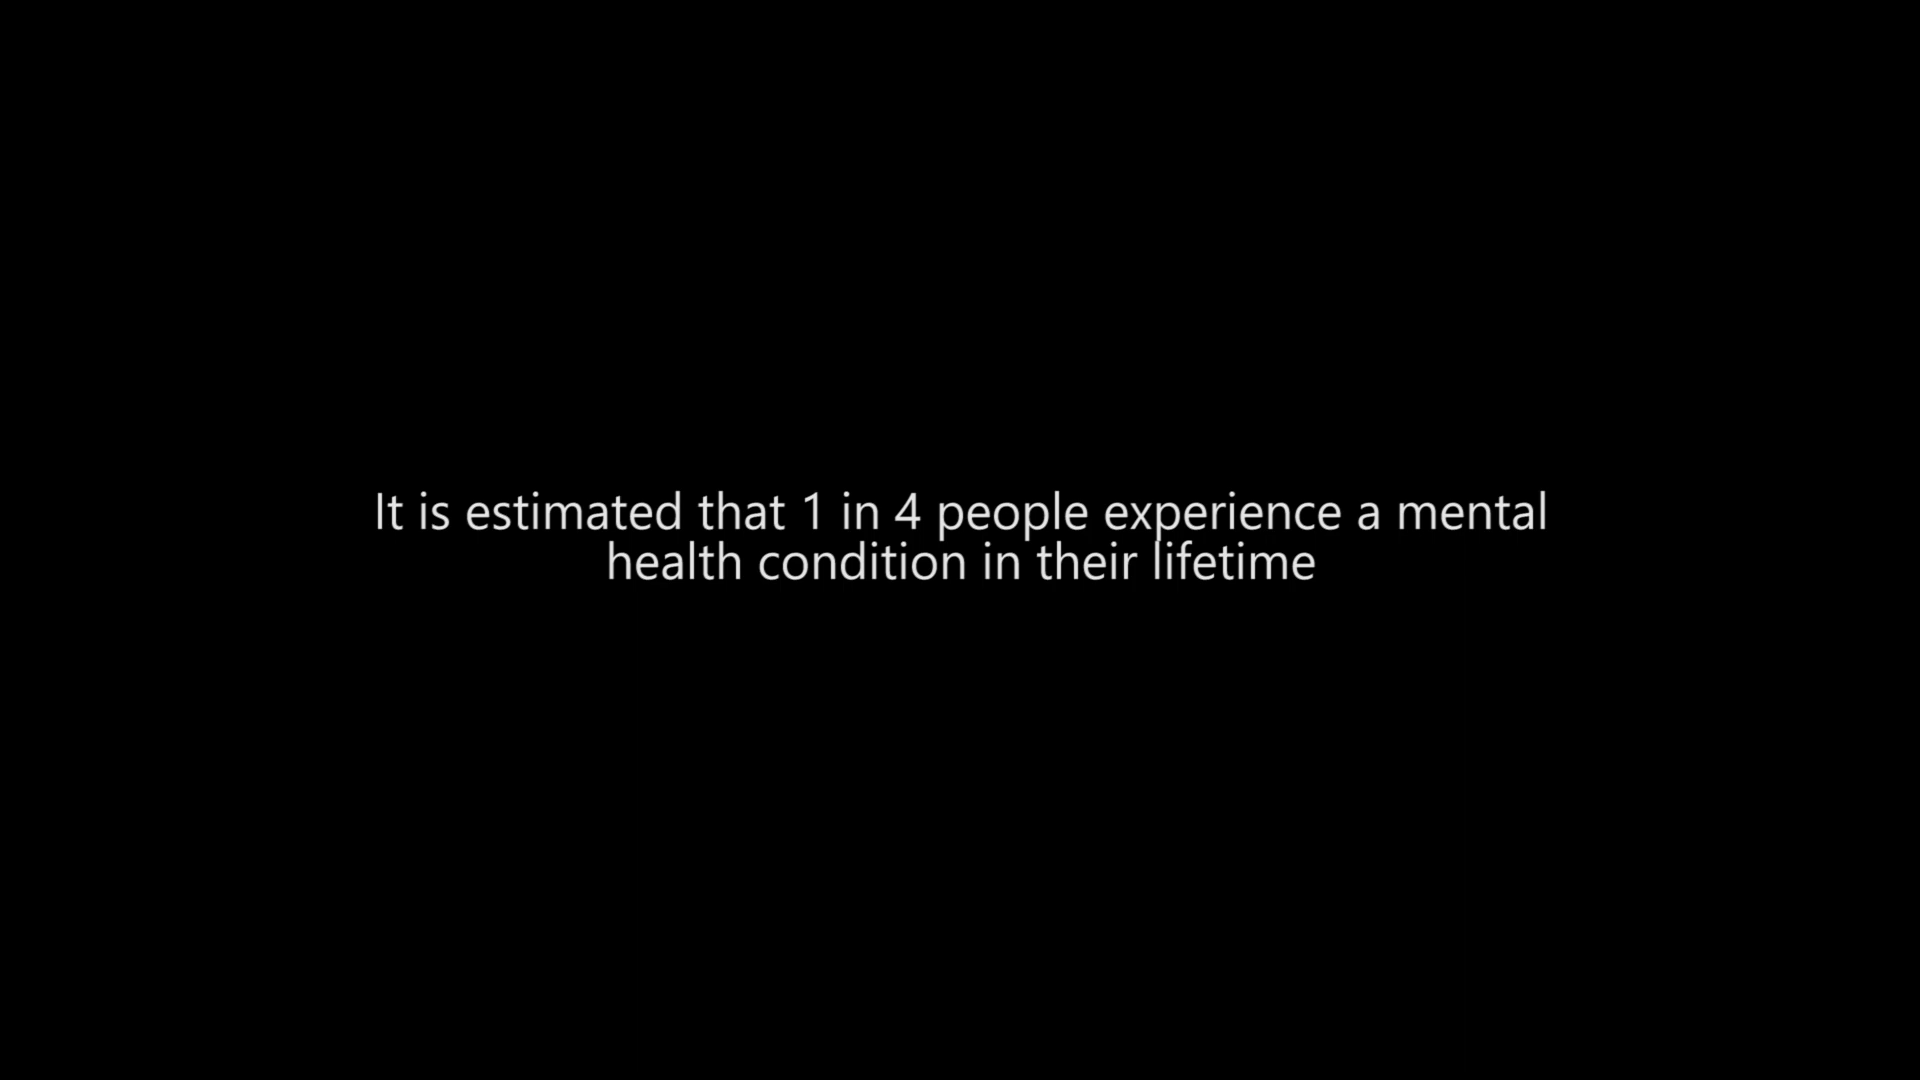 It is estimated that 1 in 4 people experience a mental
health condition in their lifetime